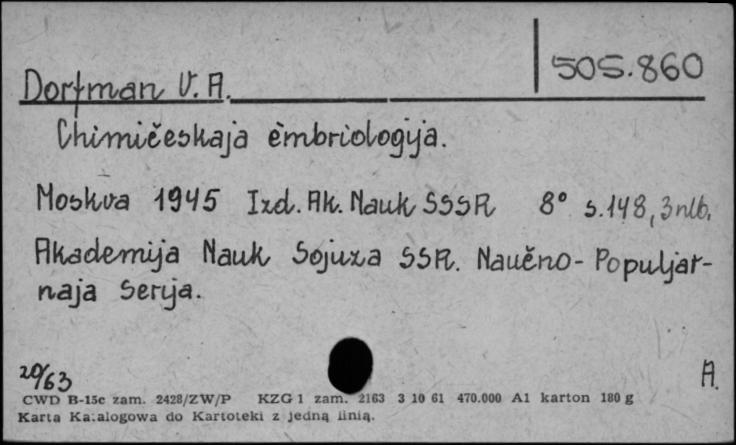 505.860
Dorfman V. A.
Chimičeskaja èmbriologija.
Moskva 1945 Izd. Ak. Nauk SSSR 8° s. 148, 3 nlb.
Akademija Nauk Sojuza SSR. Naučno-Populjar-
naja Serija.
20/63
A.
CWD B-15c zam. 2428/ZW/P KZG 1 zam. 2163 3 10 61 470.000 A1 karton 180 g
Karta Katalogowa do Kartoteki z jedną linią.